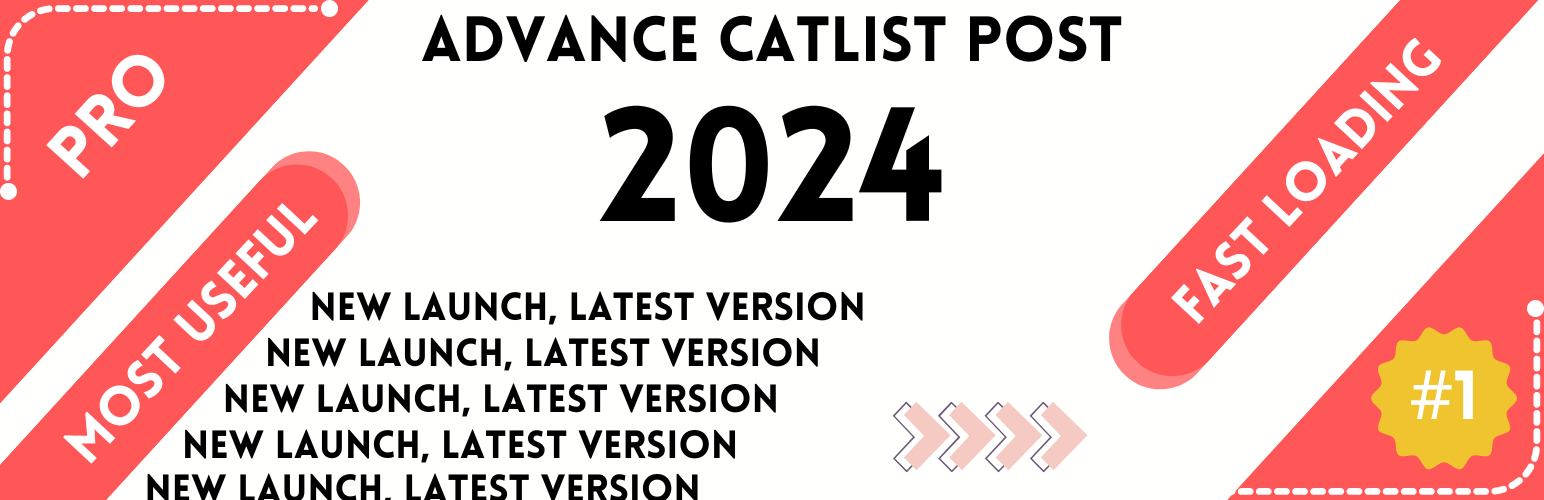 ADVANCE CATLIST POST
2024
PRO
MOST USEFUL
FAST LOADING
NEW LAUNCH, LATEST VERSION
NEW LAUNCH, LATEST VERSION
NEW LAUNCH, LATEST VERSION
NEW LAUNCH, LATEST VERSION
NEW LAUNCH, LATEST VERSION
#1